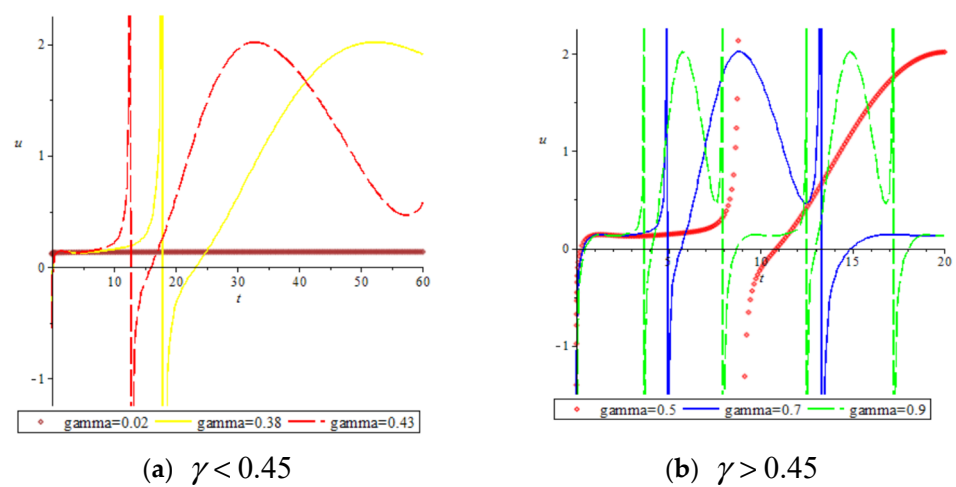 2
u
1
0
10
20
30
40
50
60
t
-1
gamma=0.02 gamma=0.38 gamma=0.43
(a) γ < 0.45
2
u
1
0
5
10
15
20
t
-1
gamma=0.5 gamma=0.7 gamma=0.9
(b) γ > 0.45